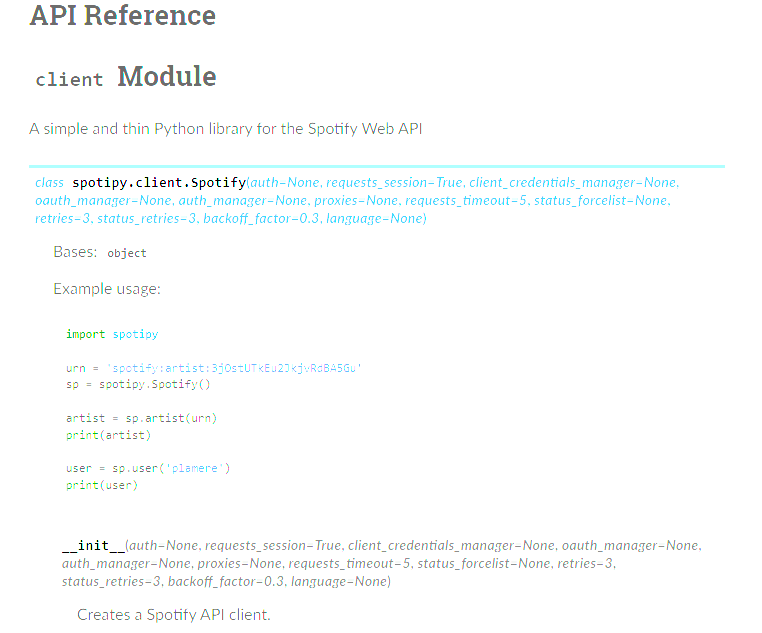 API Reference
client Module
A simple and thin Python library for the Spotify Web API
class spotipy.client.Spotify(auth=None, requests_session=True, client_credentials_manager=None,
oauth_manager=None, auth_manager=None, proxies=None, requests_timeout=5, status_forcelist=None,
retries=3, status_retries=3, backoff_factor=0.3, language=None)
Bases: object
Example usage:
import spotipy
urn = 'spotify:artist:3jOstUTkEu2JkjvRdBA5Gu'
sp = spotipy.Spotify()
artist = sp.artist(urn)
print(artist)
user = sp.user('plamere')
print(user)
__init__(auth=None, requests_session=True, client_credentials_manager=None, oauth_manager=None,
auth_manager=None, proxies=None, requests_timeout=5, status_forcelist=None, retries=3,
status_retries=3, backoff_factor=0.3, language=None)
Creates a Spotify API client.